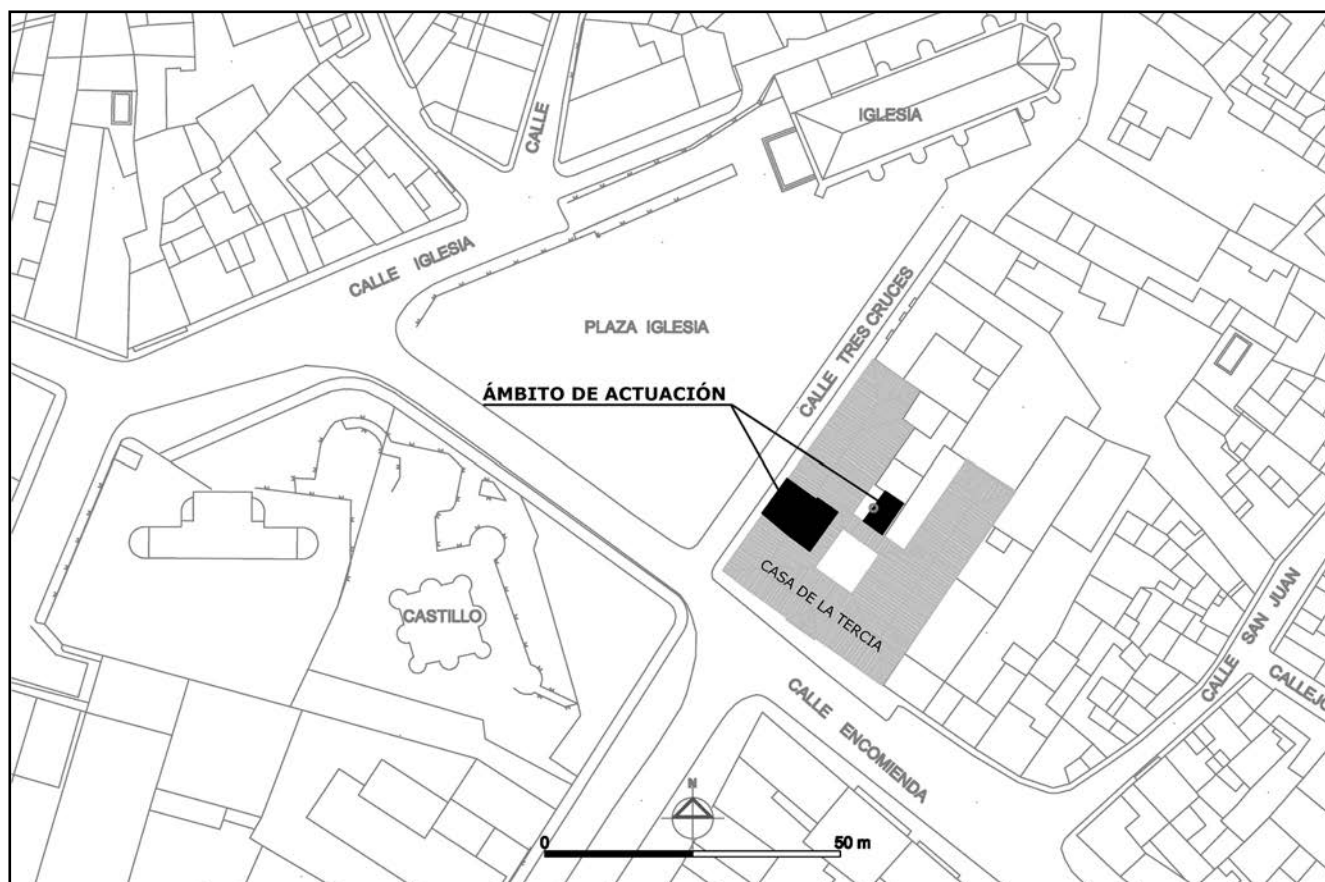 IGLESIA
CALLE
CALLE IGLESIA
PLAZA IGLESIA
CALLE TRES CRUCES
ÁMBITO DE ACTUACIÓN
CASA DE LA TERCIA
CASTILLO
CALLE SAN JUAN
CALLEJO
CALLE ENCOMIENDA
N
0 50 m